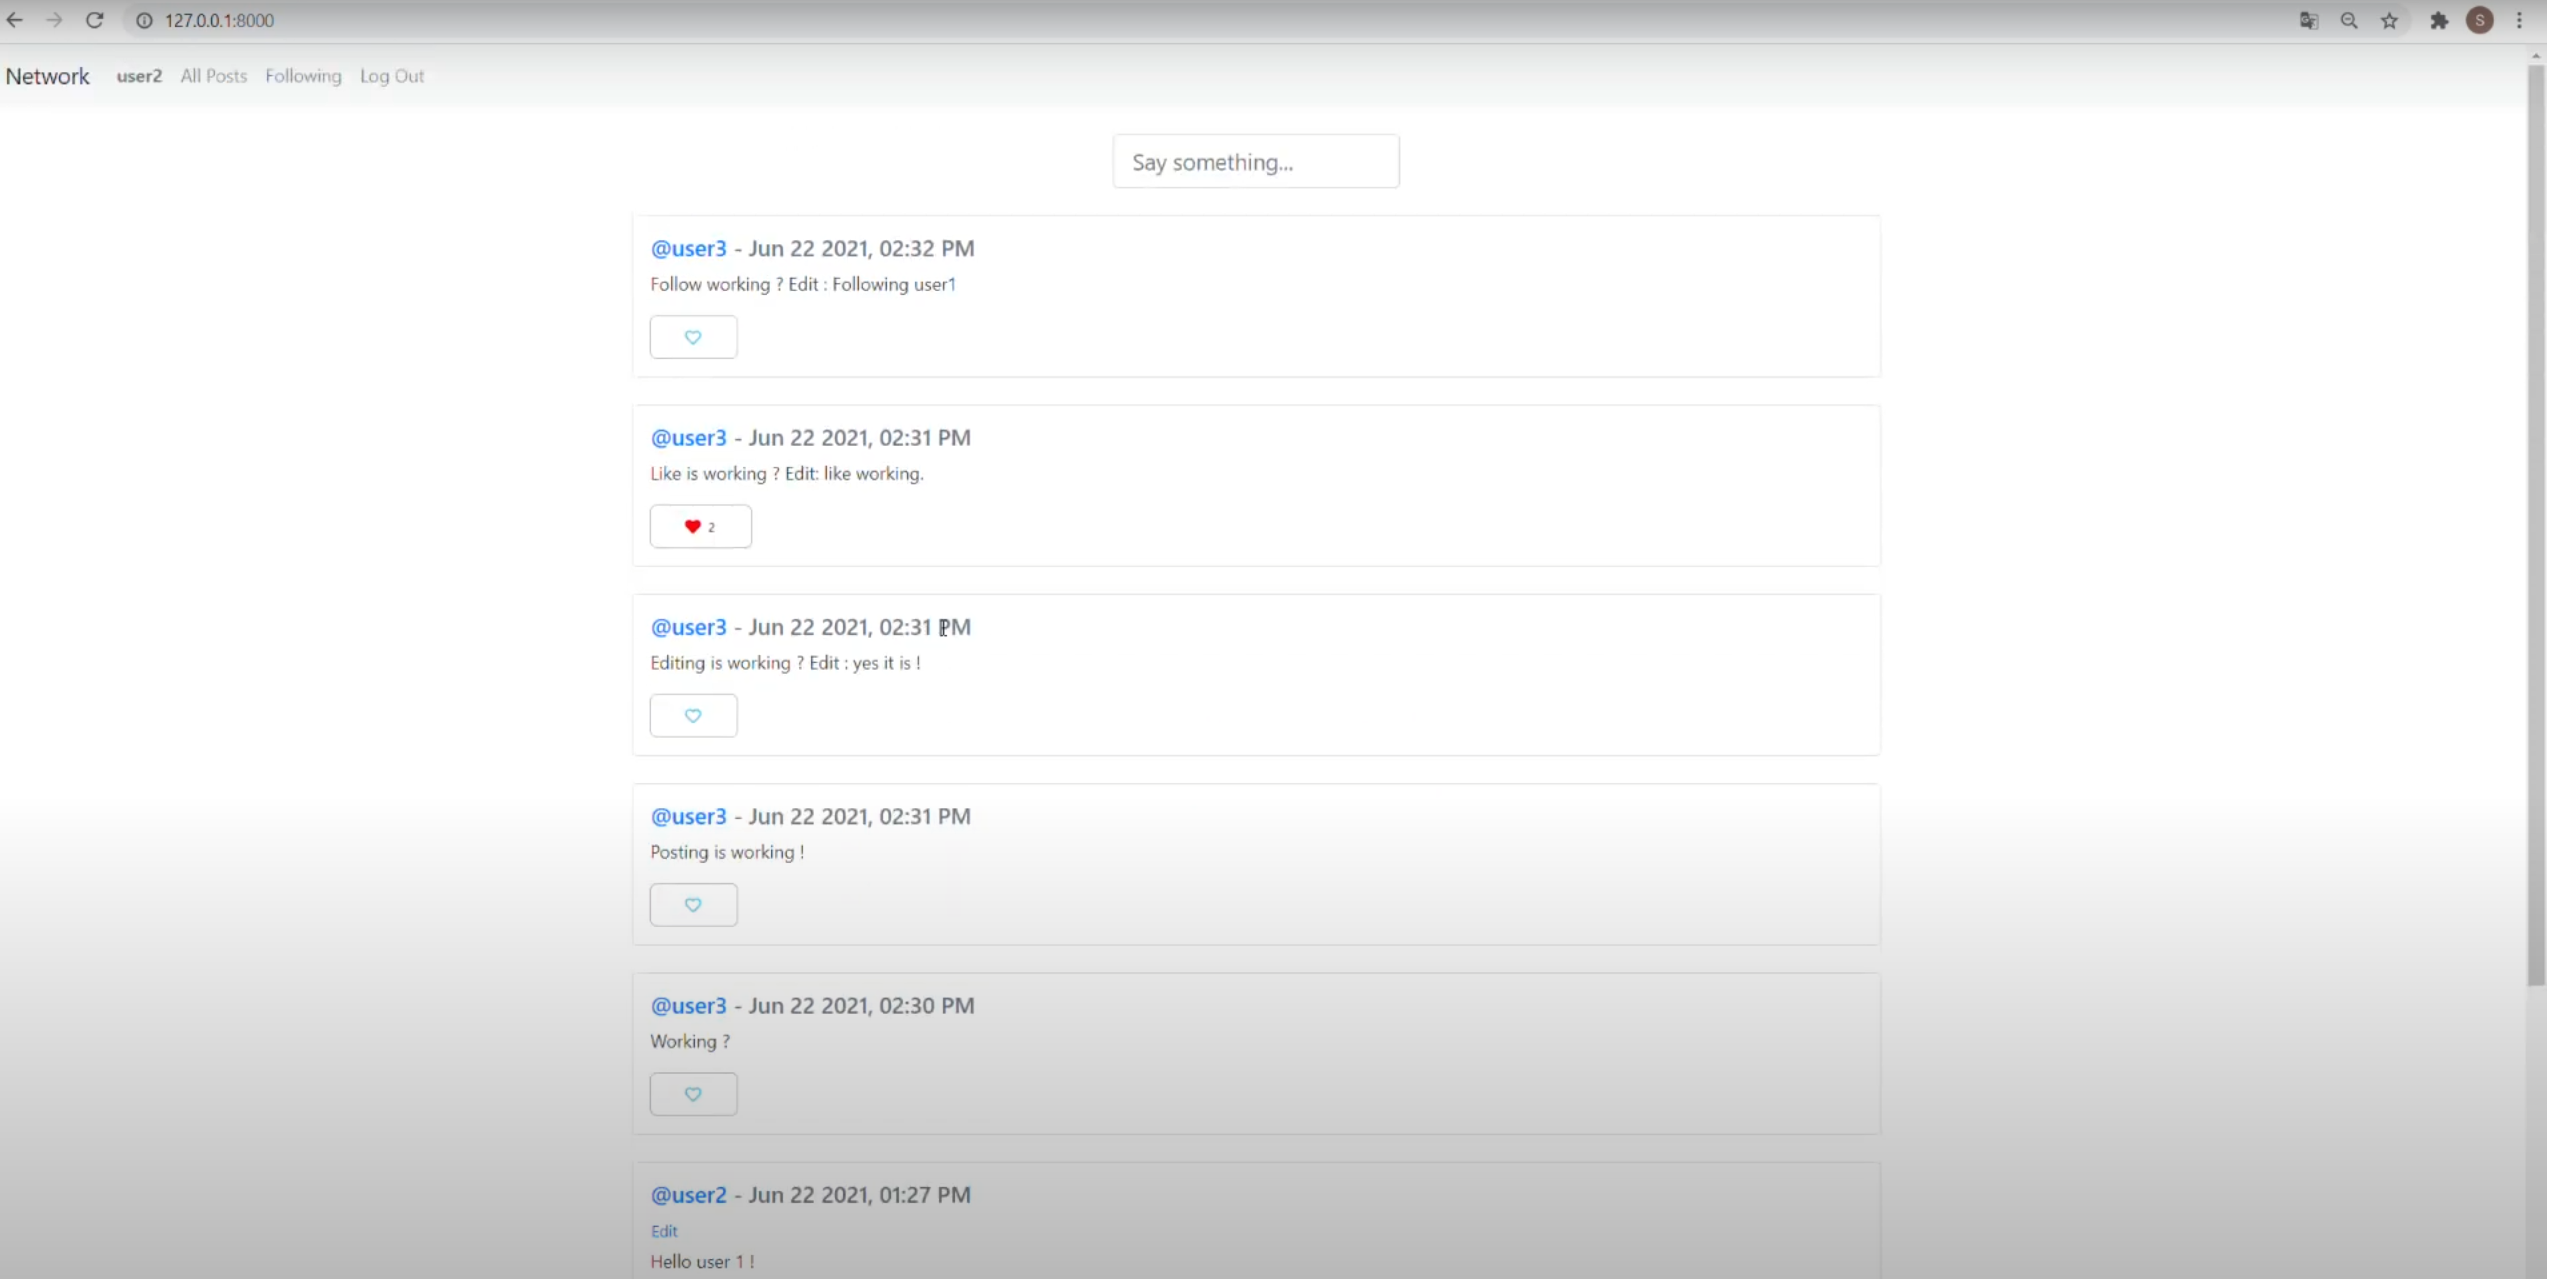 127.0.0.1:8000
S
Network user2 All Posts Following Log Out
Say something...
@user3 - Jun 22 2021, 02:32 PM
Follow working ? Edit : Following user1
@user3 - Jun 22 2021, 02:31 PM
Like is working ? Edit: like working.
2
@user3 - Jun 22 2021, 02:31 PM
Editing is working ? Edit : yes it is !
@user3 - Jun 22 2021, 02:31 PM
Posting is working !
@user3 - Jun 22 2021, 02:30 PM
Working ?
@user2 - Jun 22 2021, 01:27 PM
Edit
Hello user 1 !